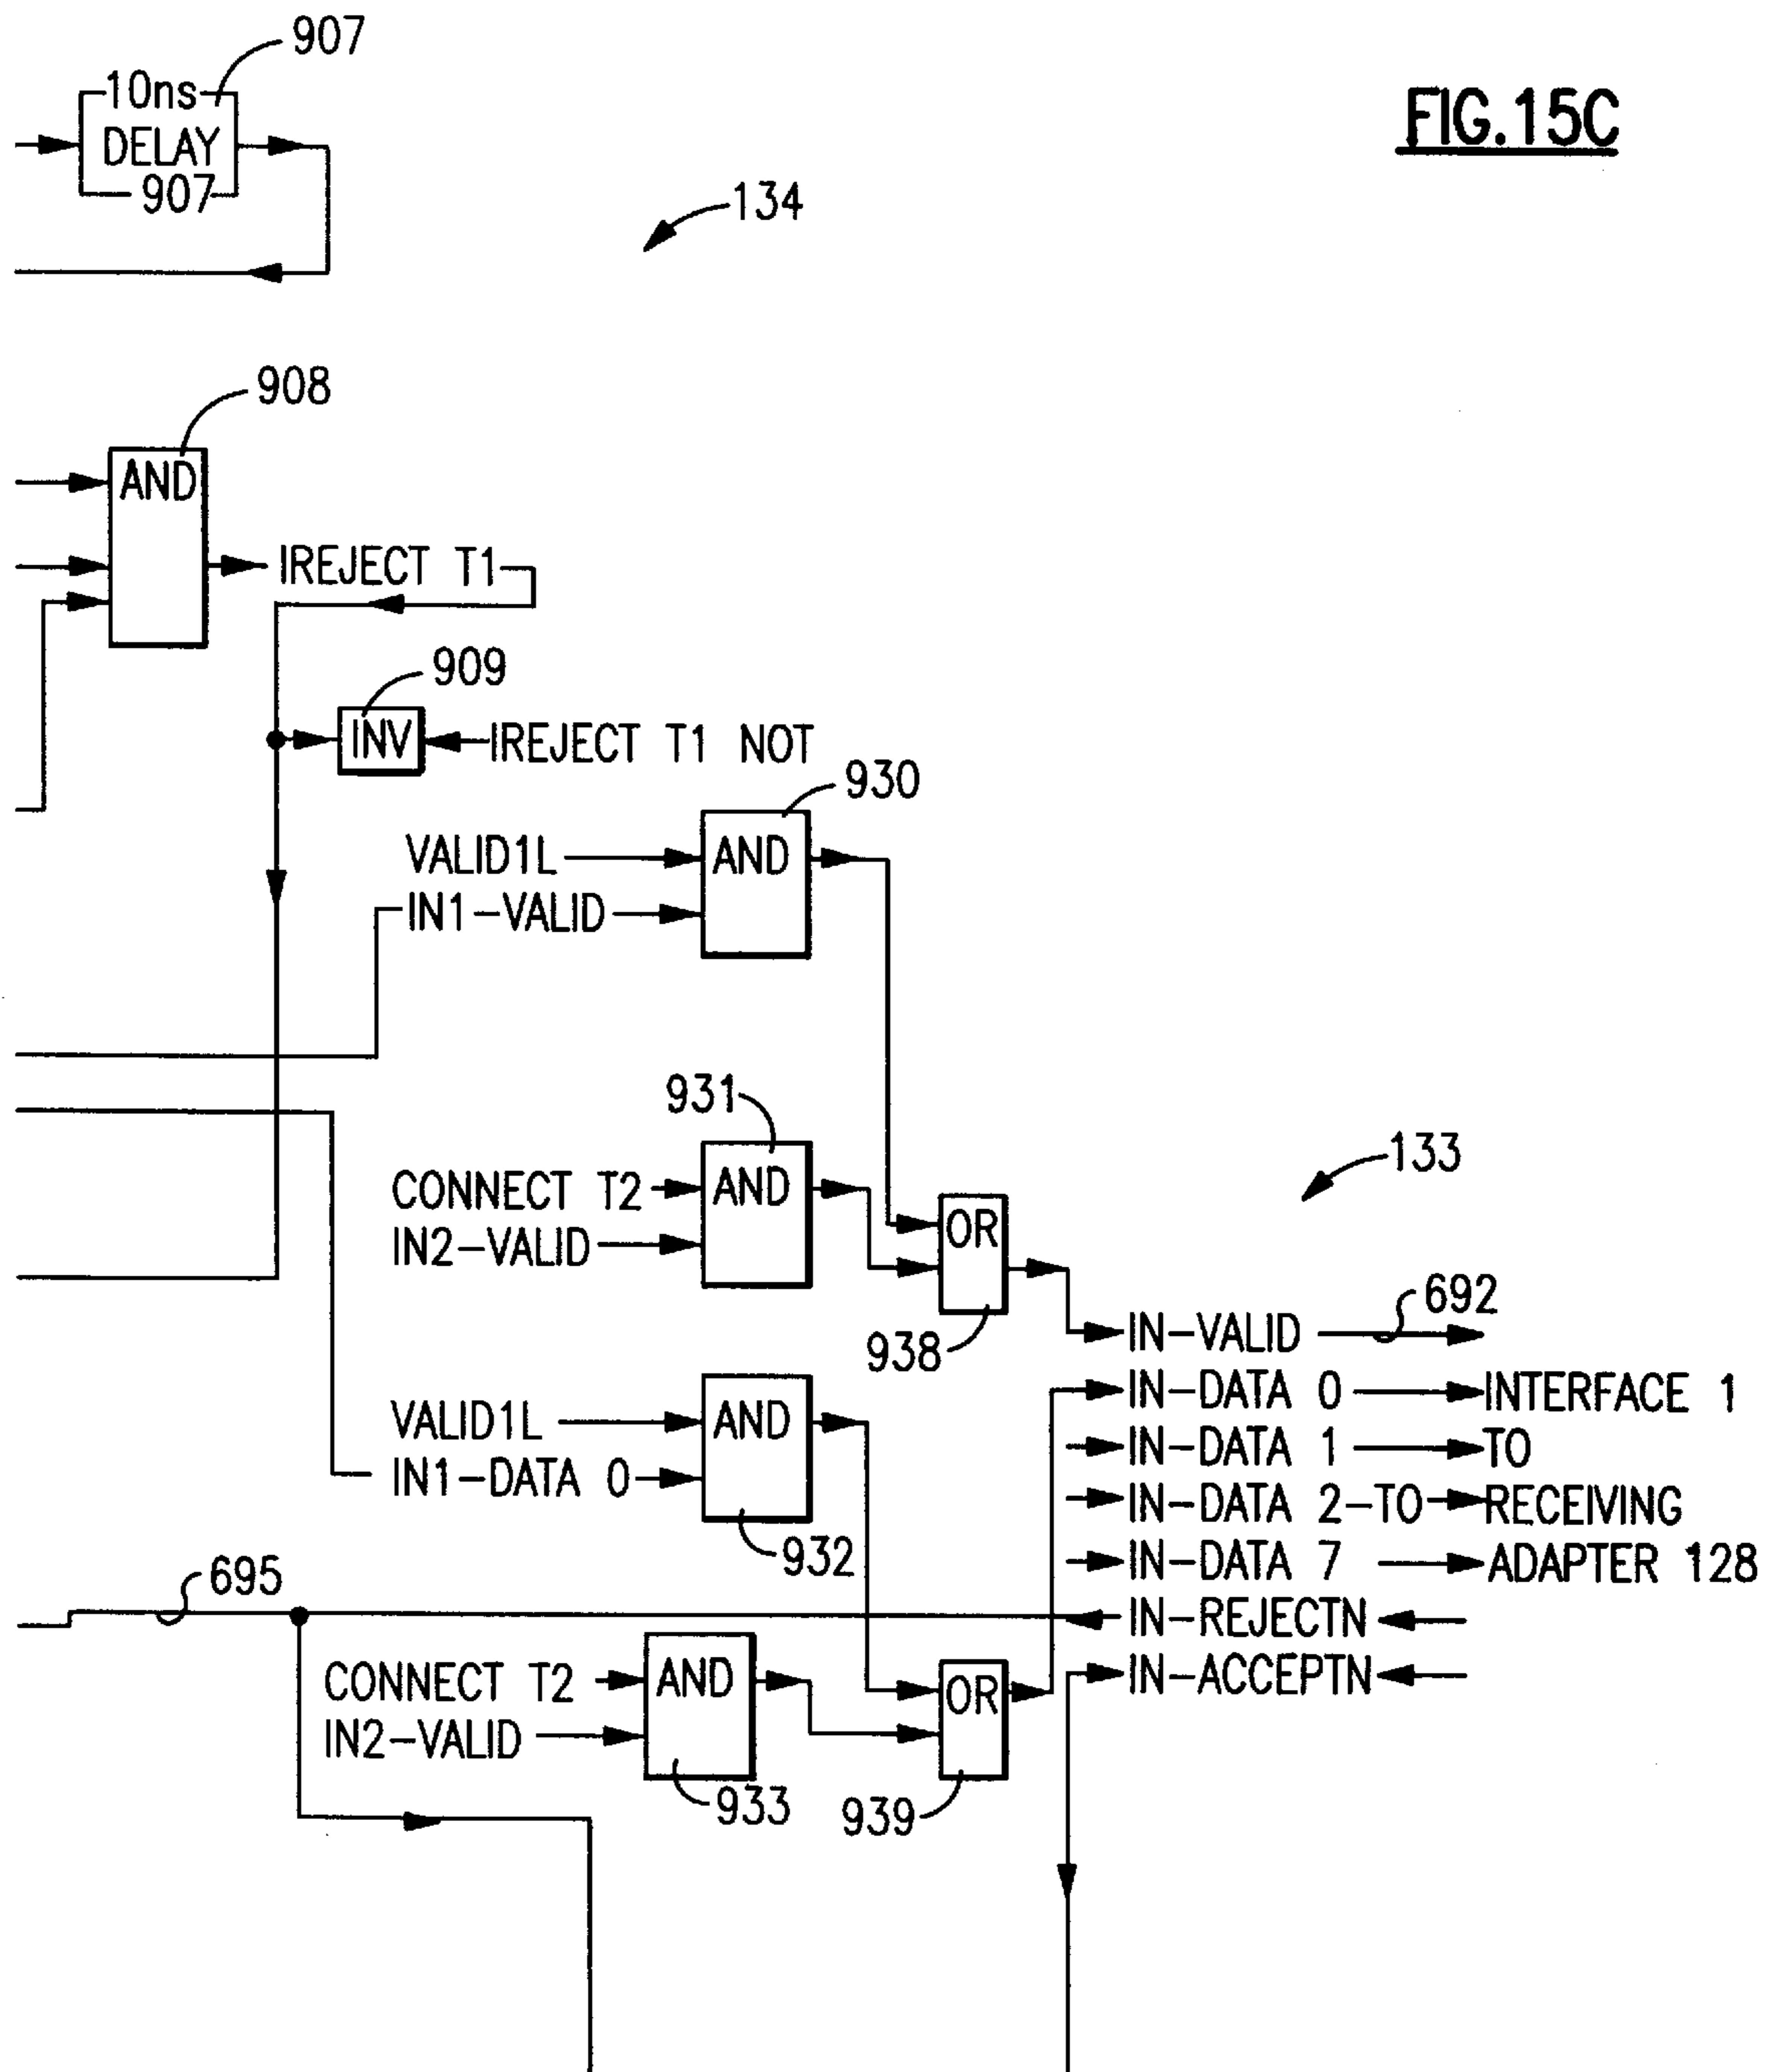 907
FIG.15C
10ns
DELAY
907
134
908
AND
IREJECT T1
909
INV
IREJECT T1 NOT
930
VALID1L
AND
IN1-VALID
931
133
CONNECT T2
AND
IN2-VALID
OR
692
938
IN-VALID
IN-DATA 0
INTERFACE 1
VALID1L
AND
IN-DATA 1
TO
IN1-DATA 0
IN-DATA 2-TO
RECEIVING
932
IN-DATA 7
ADAPTER 128
695
IN-REJECTN
CONNECT T2
AND
OR
IN-ACCEPTN
IN2-VALID
933
939